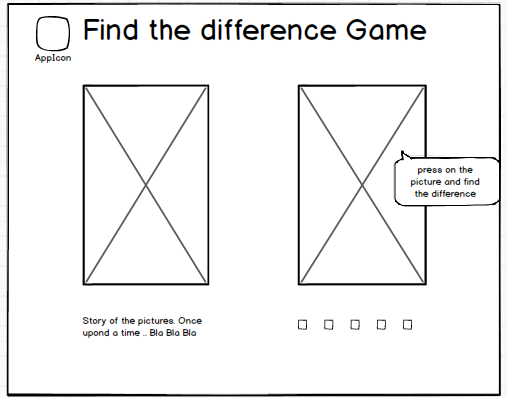 Find the difference Game
AppIcon
press on the
picture and find
the difference
Story of the pictures. Once
upond a time .. Bla Bla Bla